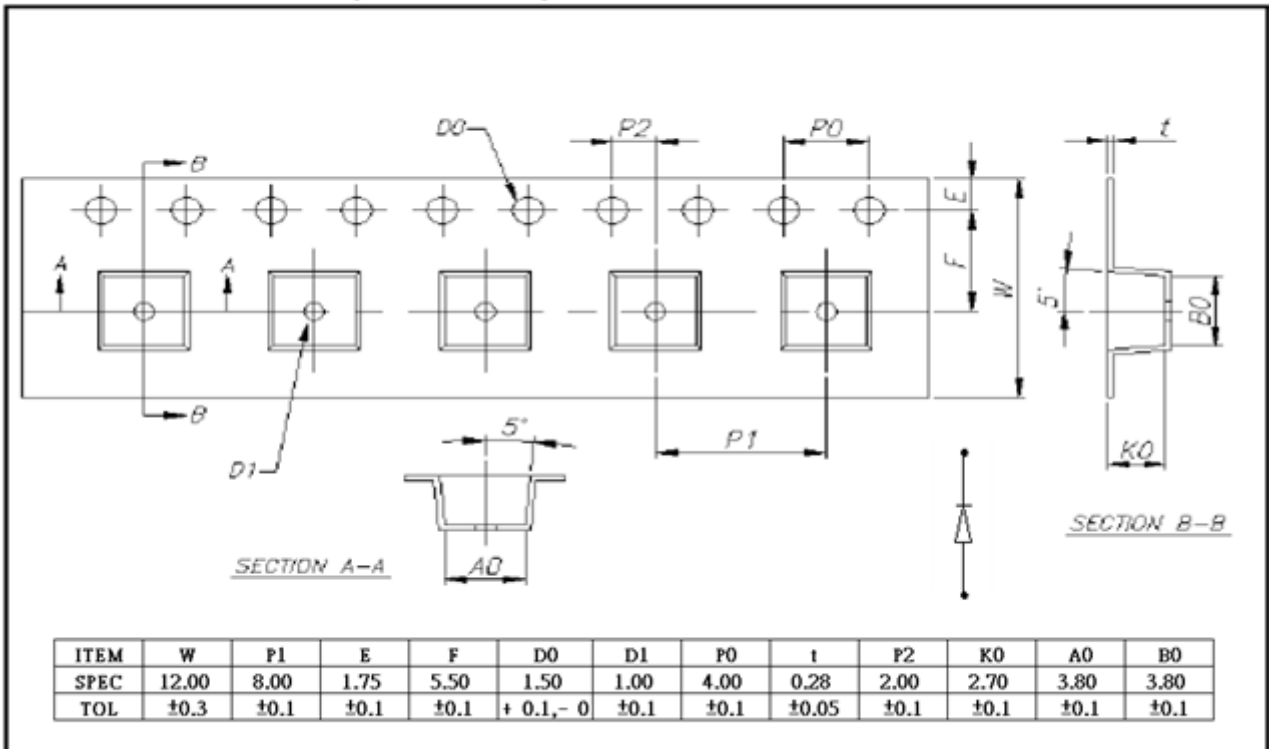 D0
P2
P0
t
B
E
A
A
F
W
5°
B0
B
D1
5°
P1
K0
SECTION A-A
A0
SECTION B-B
ITEM W P1 E F D0 D1 P0 t P2 K0 A0 B0
SPEC 12.00 8.00 1.75 5.50 1.50 1.00 4.00 0.28 2.00 2.70 3.80 3.80
TOL ±0.3 ±0.1 ±0.1 ±0.1 + 0.1,- 0 ±0.1 ±0.1 ±0.05 ±0.1 ±0.1 ±0.1 ±0.1